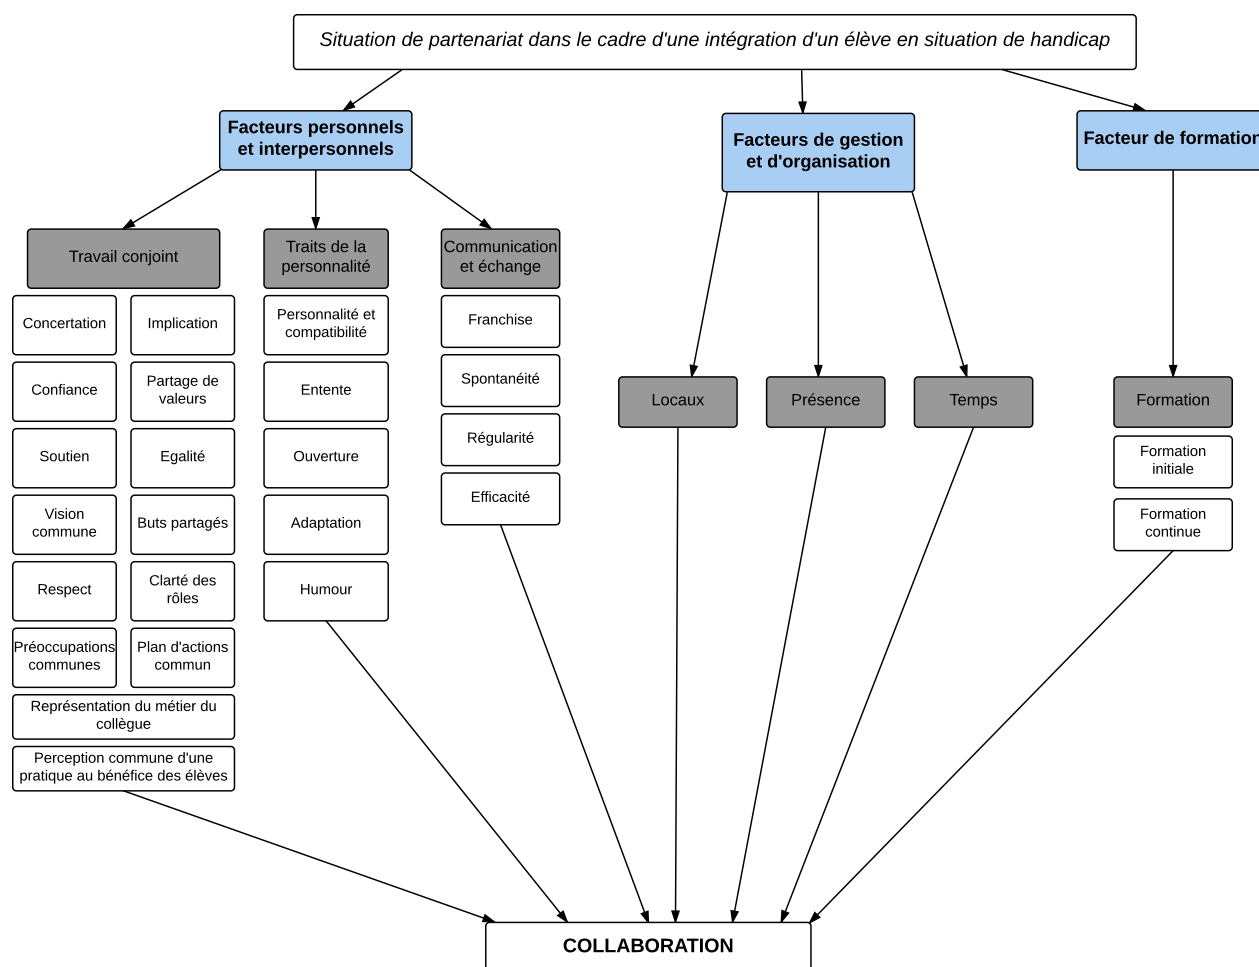 Situation de partenariat dans le cadre d'une intégration d'un élève en situation de handicap
Facteurs personnels
et interpersonnels
Facteurs de gestion
et d'organisation
Facteur de formation
Travail conjoint
Traits de la
personnalité
Communication
et échange
Concertation
Implication
Confiance
Partage de
valeurs
Soutien
Egalité
Vision
commune
Buts partagés
Respect
Clarté des
rôles
Préoccupations
communes
Plan d'actions
commun
Représentation du métier du
collègue
Perception commune d'une
pratique au bénéfice des élèves
Personnalité et
compatibilité
Entente
Ouverture
Adaptation
Humour
Franchise
Spontanéité
Régularité
Efficacité
Locaux
Présence
Temps
Formation
Formation
initiale
Formation
continue
COLLABORATION